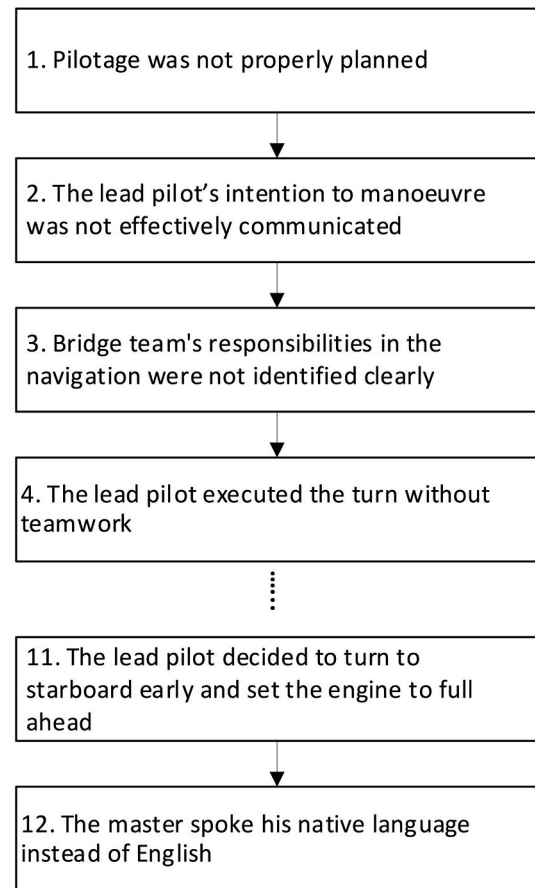 1. Pilotage was not properly planned
2. The lead pilot’s intention to manoeuvre
was not effectively communicated
3. Bridge team's responsibilities in the
navigation were not identified clearly
4. The lead pilot executed the turn without
teamwork
11. The lead pilot decided to turn to
starboard early and set the engine to full
ahead
12. The master spoke his native language
instead of English